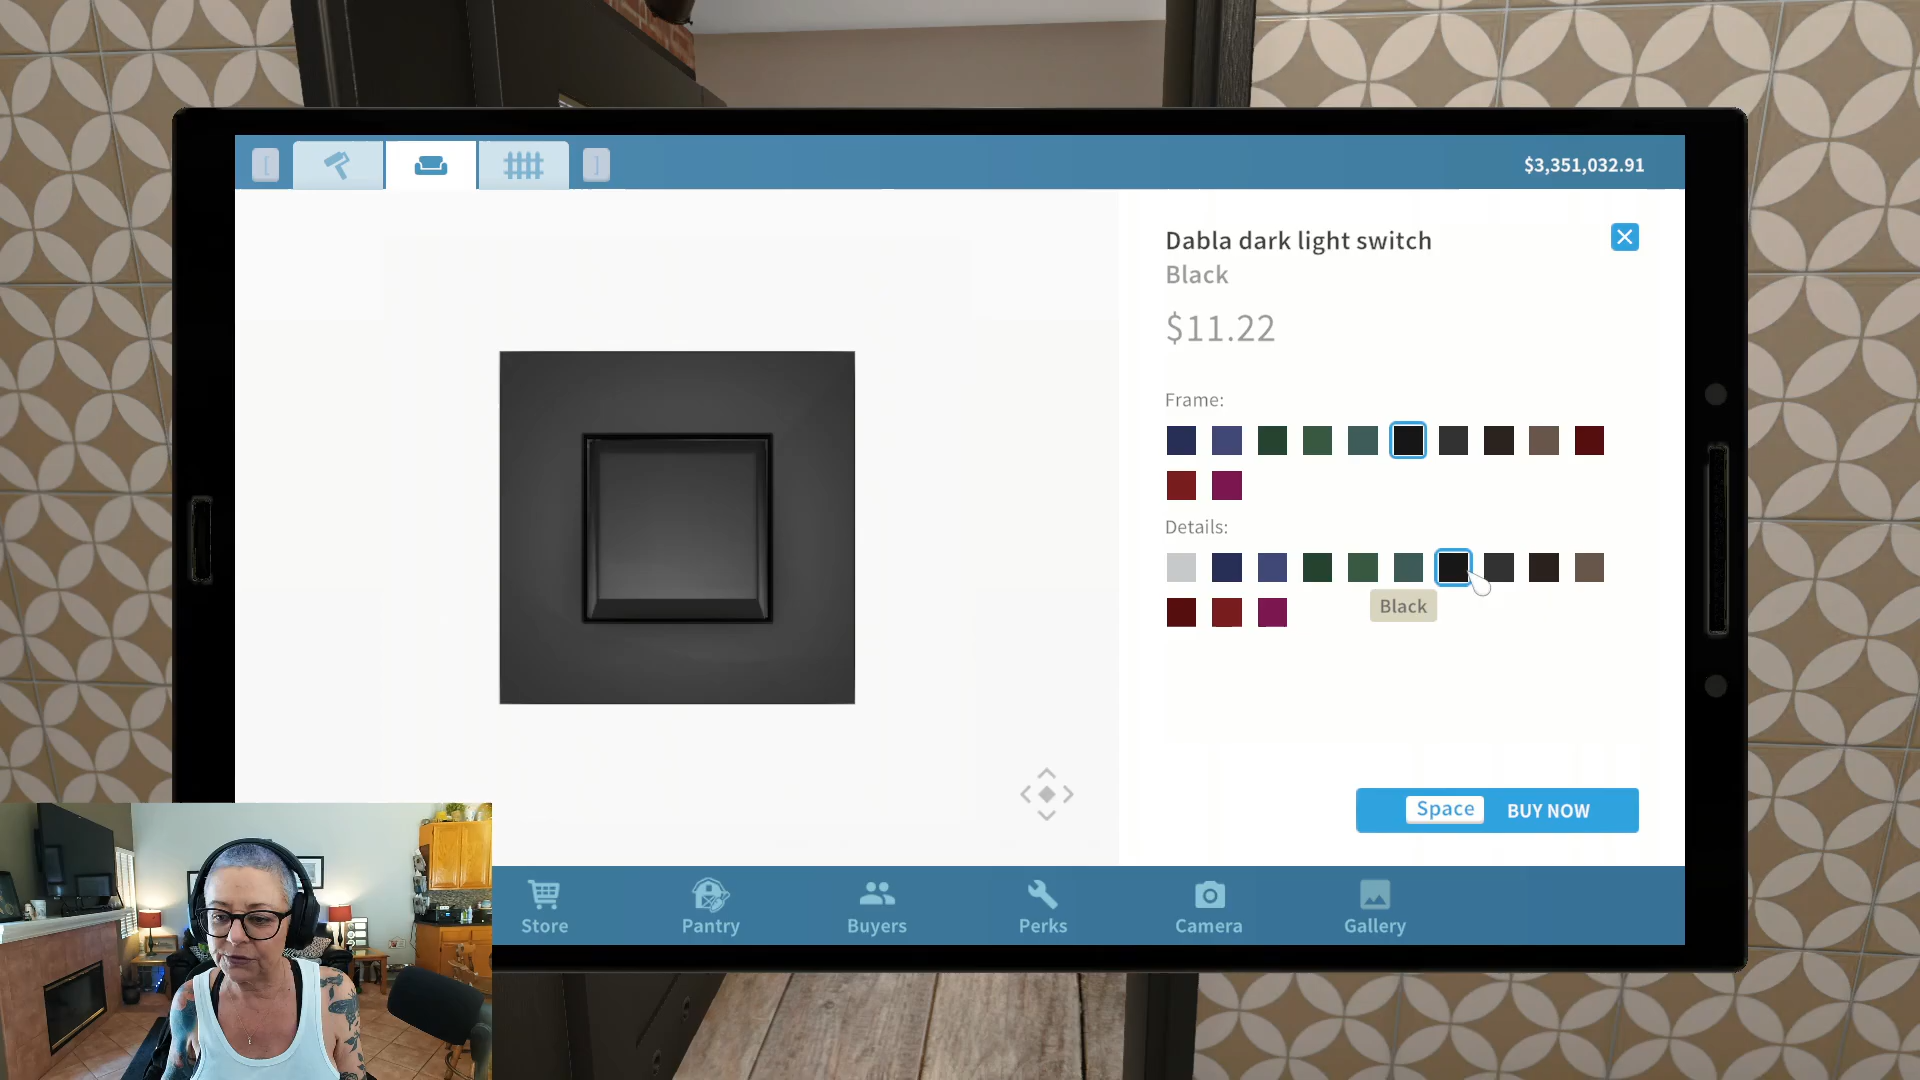 [
]
$3,351,032.91
Dabla dark light switch
Black
$11.22
Frame:
Details:
Black
Space BUY NOW
Store
Pantry
Buyers
Perks
Camera
Gallery